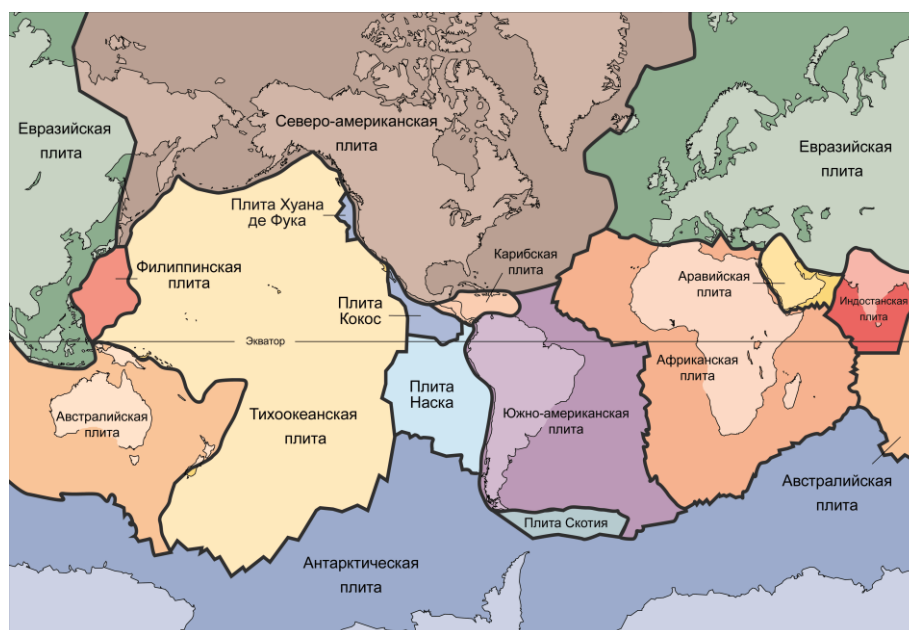 Северо-американская
плита
Евразийская
плита
Евразийская
плита
Плита Хуана
де Фука
Филиппинская
плита
Карибская
плита
Аравийская
плита
Индостанская
плита
Плита
Кокос
Экватор
Африканская
плита
Плита
Наска
Австралийская
плита
Тихоокеанская
плита
Южно-американская
плита
Австралийская
плита
Плита Скотия
Антарктическая
плита